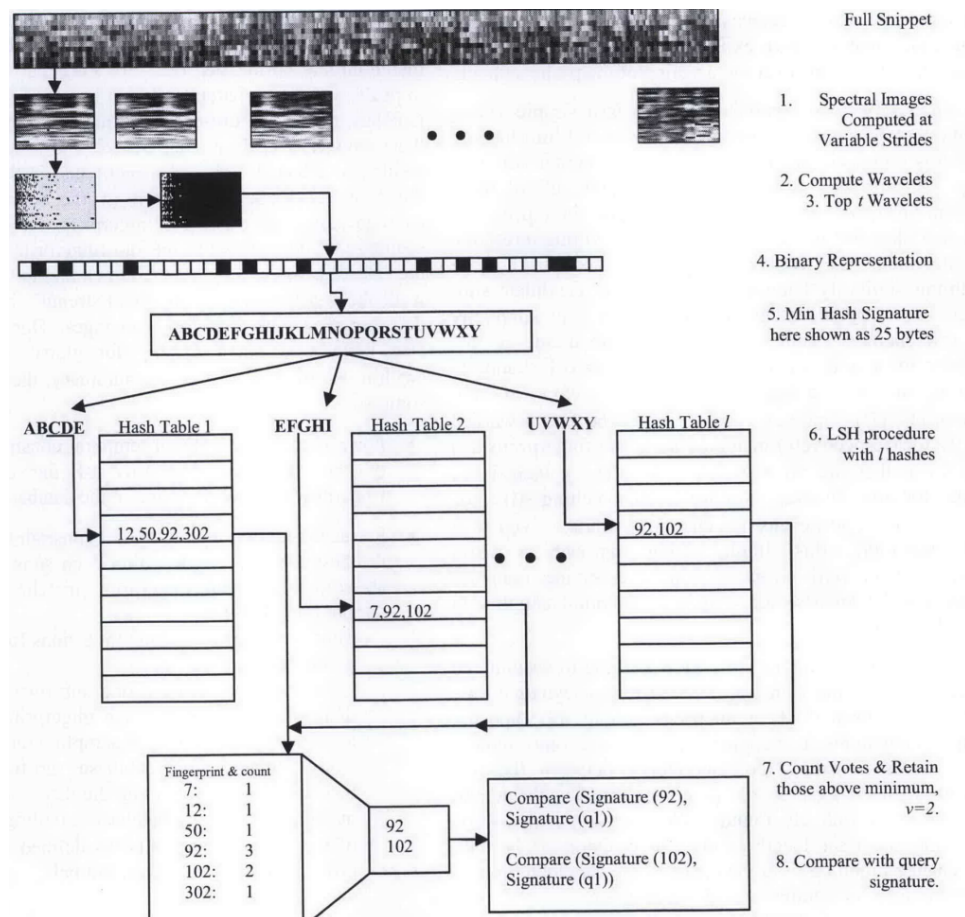 Full Snippet
1. Spectral Images
Computed at
Variable Strides
2. Compute Wavelets
3. Top t Wavelets
4. Binary Representation
5. Min Hash Signature
here shown as 25 bytes
ABCDEFGHIJKLMNOPQRSTUVWXY
ABCDE Hash Table 1 EFGHI Hash Table 2 UVWXY Hash Table l
6. LSH procedure
with l hashes
12,50,92,302
92,102
7,92,102
Fingerprint & count
7: 1
12: 1
50: 1
92: 3
102: 2
302: 1
92
102
Compare (Signature (92),
Signature (q1))
Compare (Signature (102),
Signature (q1))
7. Count Votes & Retain
those above minimum,
v=2.
8. Compare with query
signature.